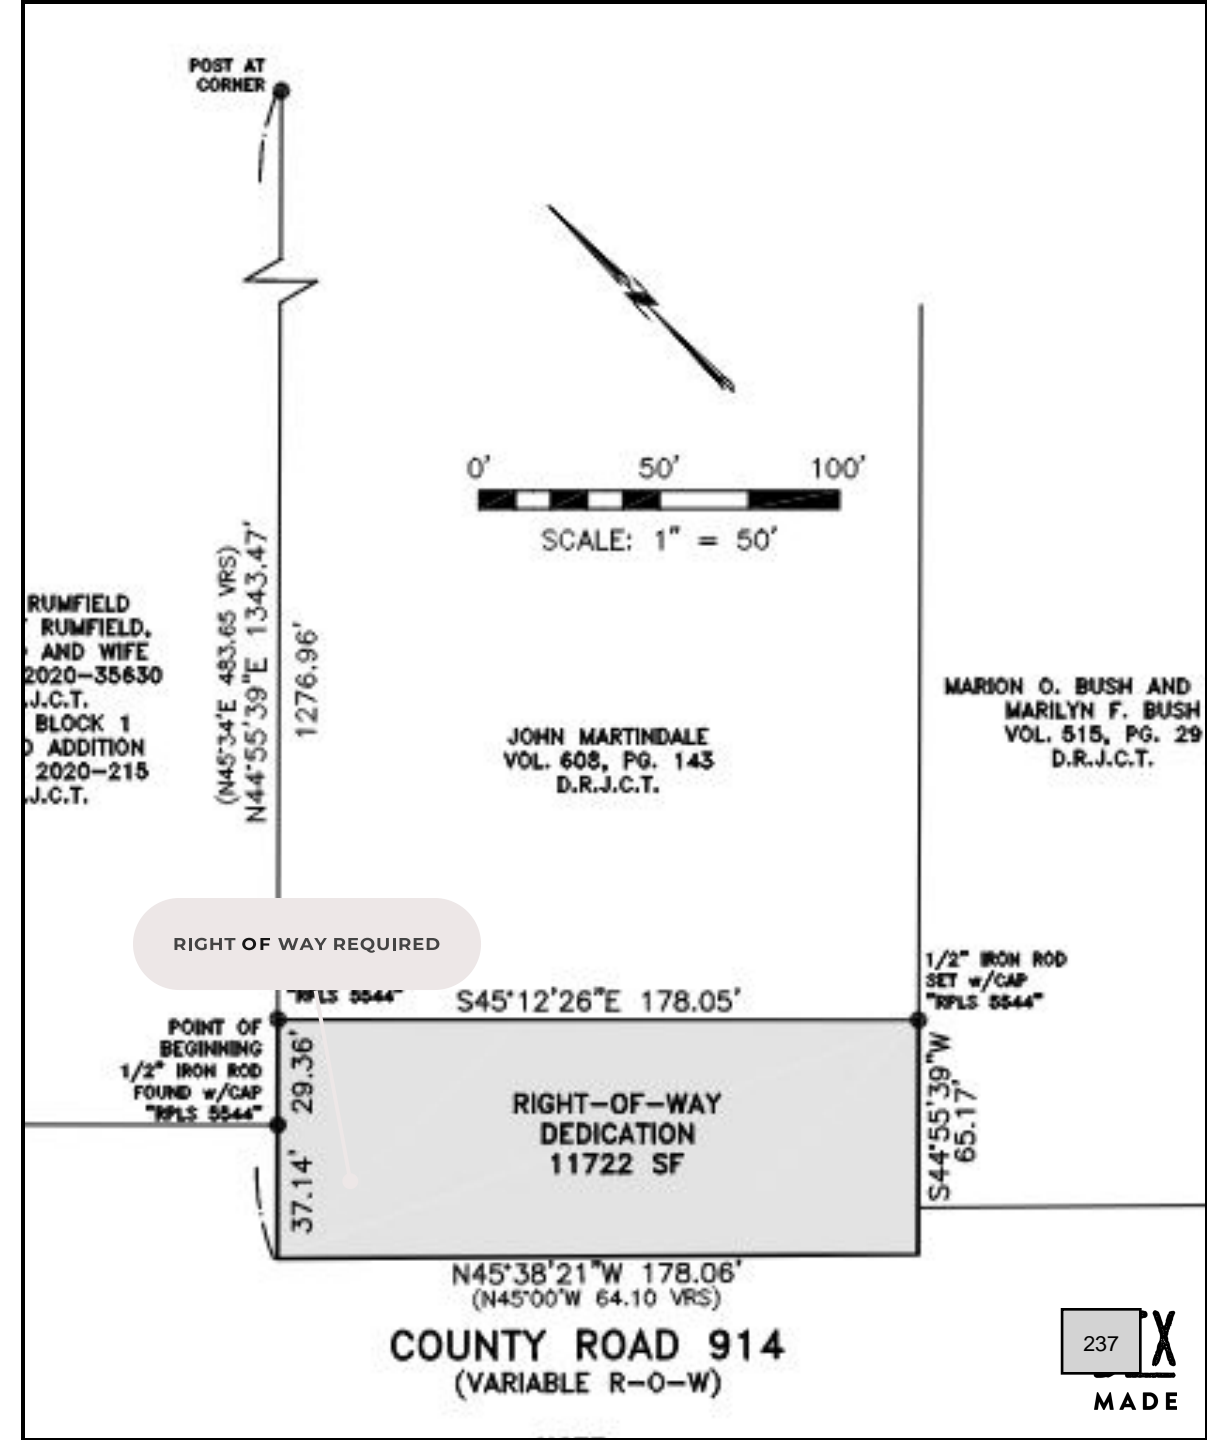 POST AT
CORNER
0' 50' 100'
SCALE: 1" = 50'
(N45°34'E 483.65 VRS)
N44°55'39"E 1343.47'
1276.96'
RUMFIELD
RUMFIELD,
AND WIFE
2020-35630
.J.C.T.
BLOCK 1
ADDITION
2020-215
.J.C.T.
JOHN MARTINDALE
VOL. 608, PG. 143
D.R.J.C.T.
MARION O. BUSH AND
MARILYN F. BUSH
VOL. 515, PG. 29
D.R.J.C.T.
RIGHT OF WAY REQUIRED
"RPLS 5544"
1/2" IRON ROD
SET w/CAP
"RPLS 5544"
S45°12'26"E 178.05'
POINT OF
BEGINNING
1/2" IRON ROD
FOUND w/CAP
"RPLS 5544"
29.36'
37.14'
RIGHT-OF-WAY
DEDICATION
11722 SF
S44°55'39"W
65.17'
N45°38'21"W 178.06'
(N45°00'W 64.10 VRS)
COUNTY ROAD 914
(VARIABLE R-O-W)
237
X
MADE